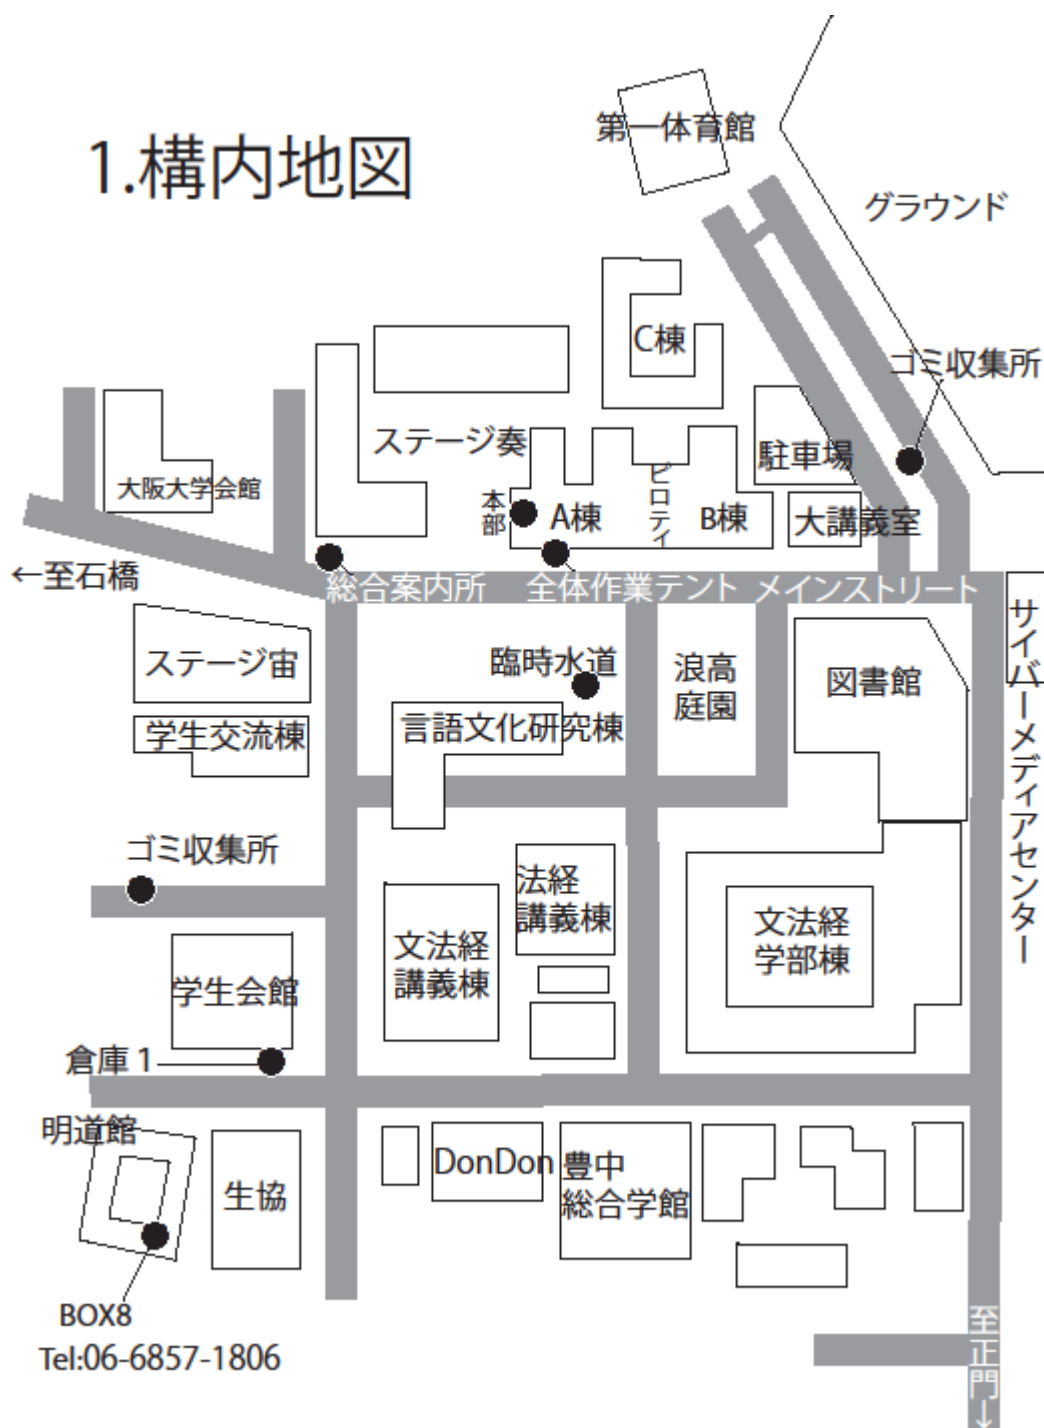 1.構内地図
第一体育館
グラウンド
C棟
ゴミ収集所
ステージ奏
駐車場
大阪大学会館
本部
A棟
ピロティ
B棟
大講義室
←至石橋
総合案内所
全体作業テント
メインストリート
サイバーメディアセンター
ステージ宙
臨時水道
浪高
庭園
図書館
学生交流棟
言語文化研究棟
ゴミ収集所
法経
講義棟
文法経
講義棟
文法経
学部棟
学生会館
倉庫 1
明道館
生協
DonDon
豊中
総合学館
BOX8
Tel:06-6857-1806
至正門↓